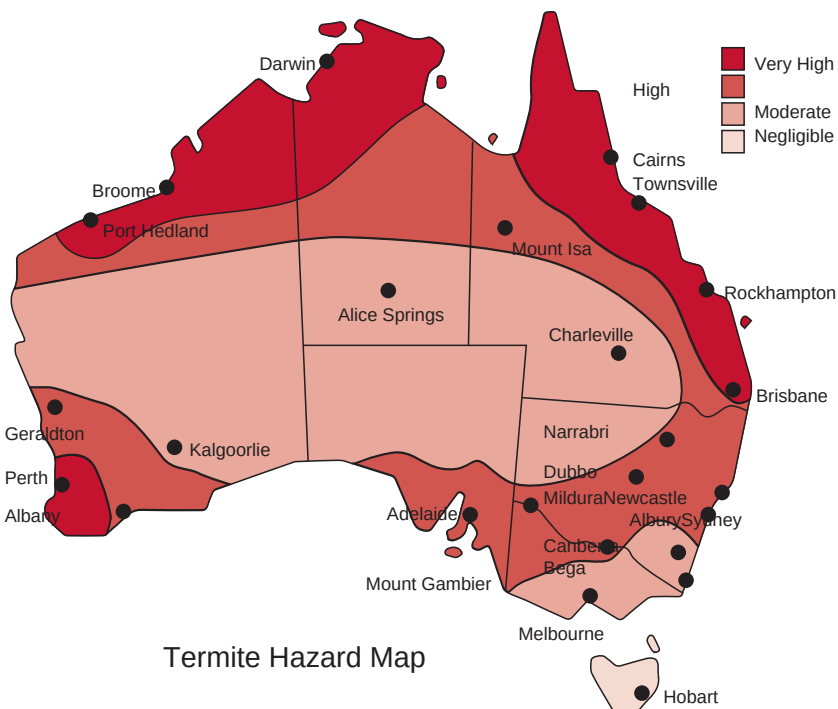 Darwin
Very High
High
Moderate
Negligible
Cairns
Townsville
Broome
Port Hedland
Mount Isa
Rockhampton
Alice Springs
Charleville
Brisbane
Geraldton
Narrabri
Kalgoorlie
Dubbo
Perth
MilduraNewcastle
Albany
Adelaide
AlburySydney
Canberra
Bega
Mount Gambier
Melbourne
Termite Hazard Map
Hobart